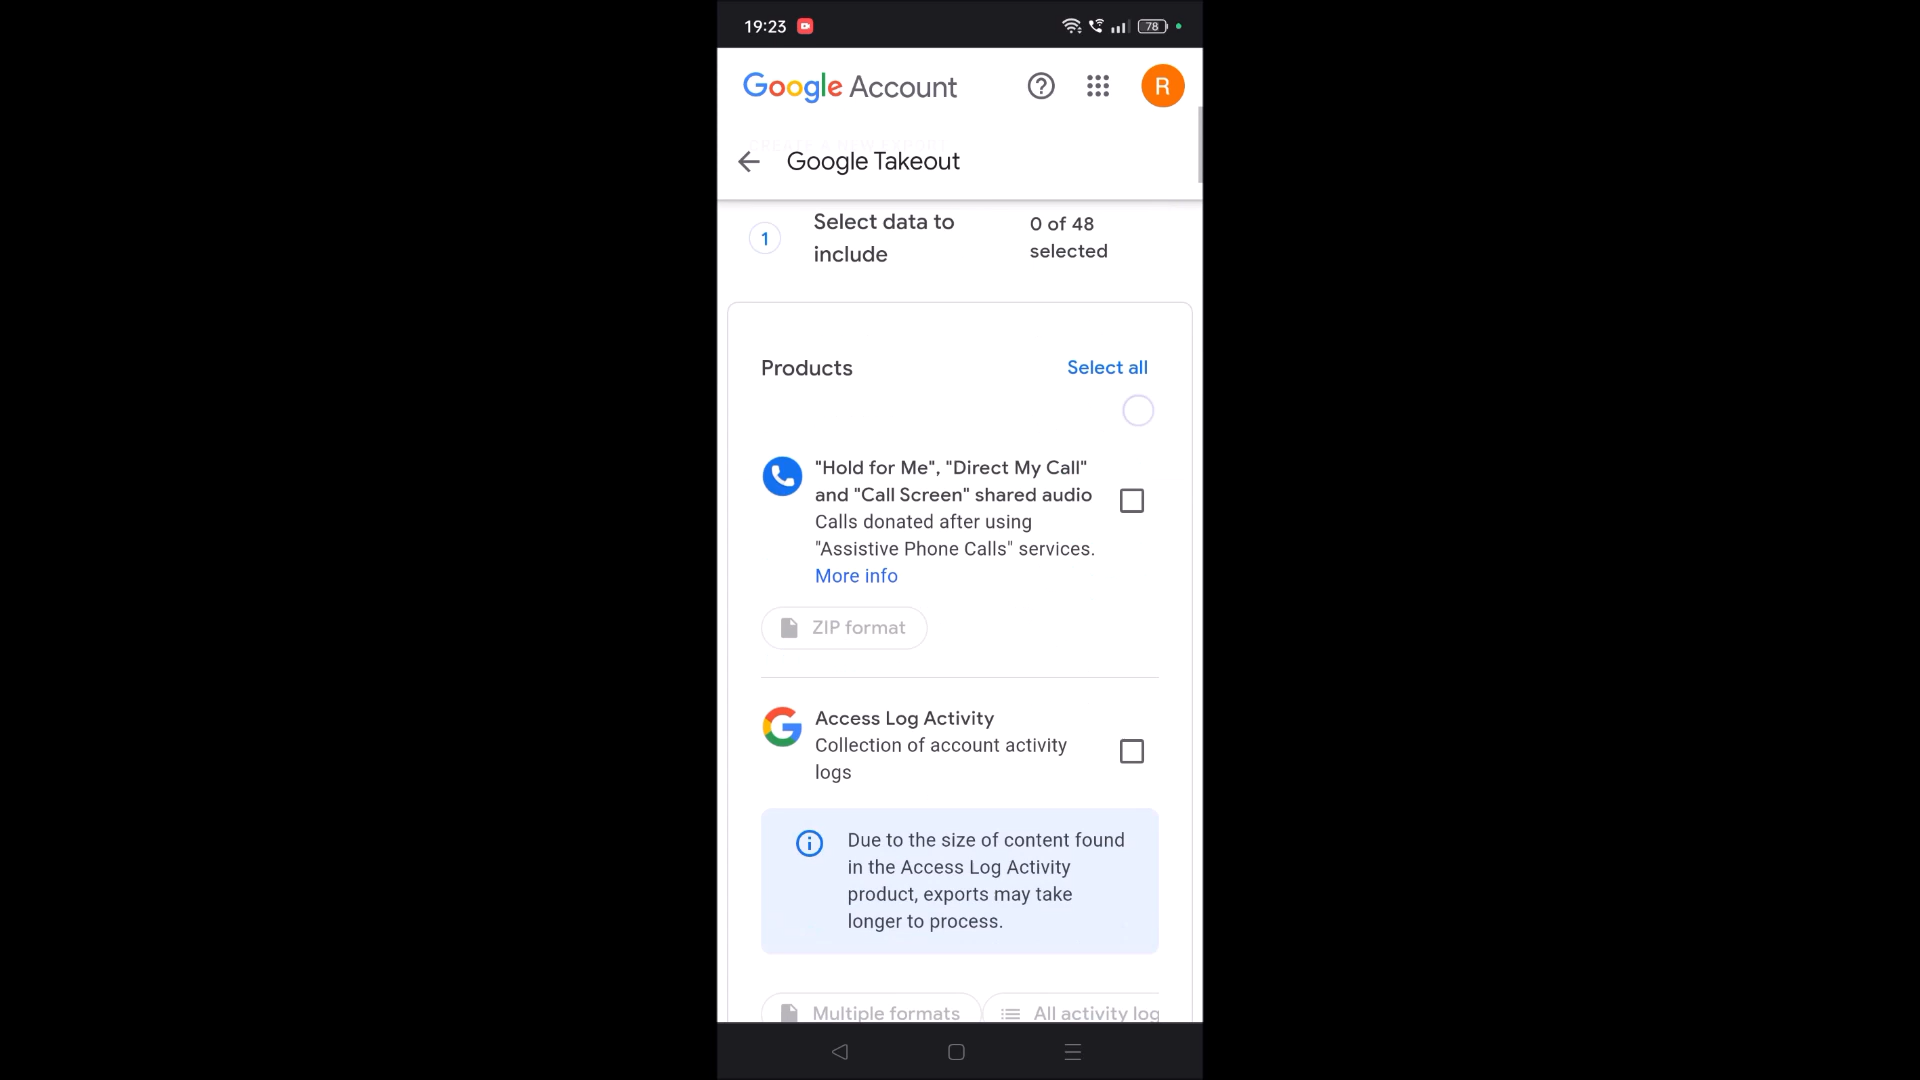 19:23
78
Google Account
R
Google Takeout
1
Select data to
include
0 of 48
selected
Products
Select all
"Hold for Me", "Direct My Call"
and "Call Screen" shared audio
Calls donated after using
"Assistive Phone Calls" services.
More info
ZIP format
Access Log Activity
Collection of account activity
logs
Due to the size of content found
in the Access Log Activity
product, exports may take
longer to process.
Multiple formats
All activity log